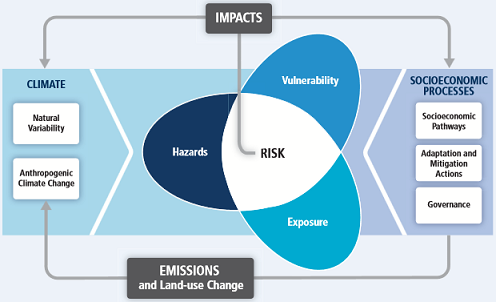 IMPACTS
CLIMATE
Natural
Variability
Anthropogenic
Climate Change
Vulnerability
Hazards
RISK
Exposure
SOCIOECONOMIC
PROCESSES
Socioeconomic
Pathways
Adaptation and
Mitigation
Actions
Governance
EMISSIONS
and Land-use Change